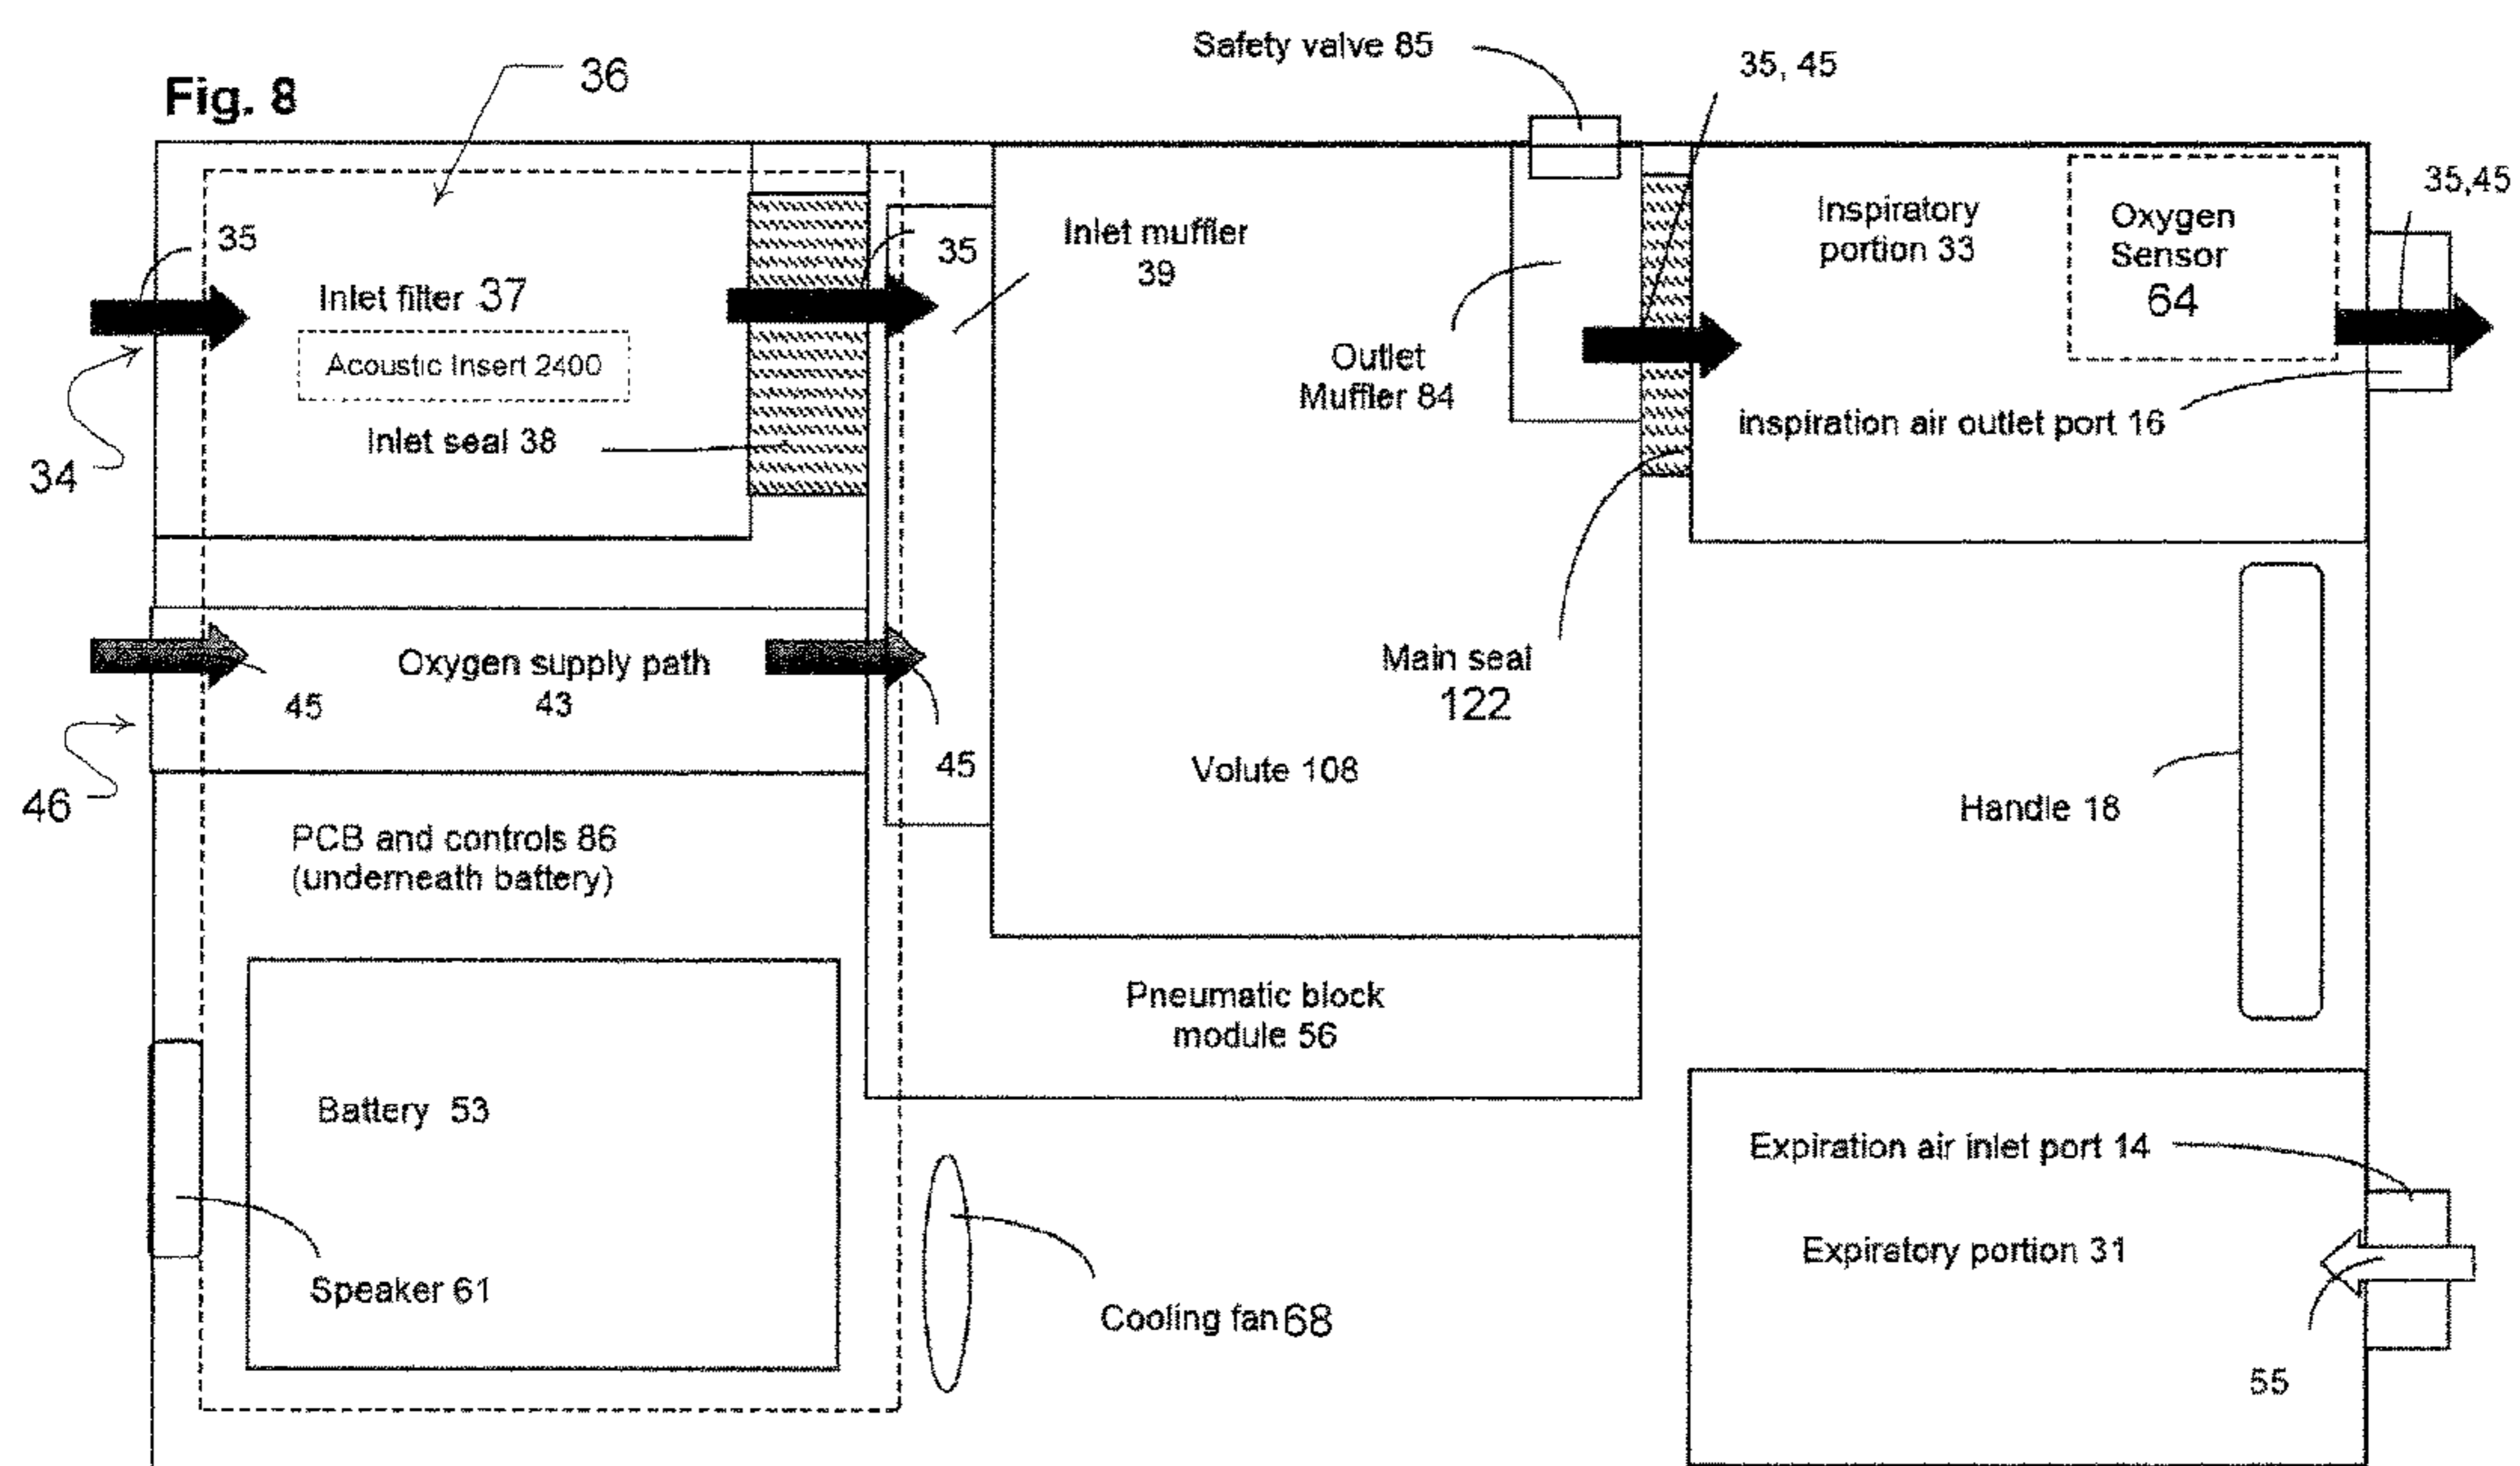 Fig. 8
36
Safety valve 85
35, 45
35
Inlet filter 37
Acoustic Insert 2400
Inlet seal 38
34
35
Inlet muffler
39
Outlet
Muffler 84
Inspiratory
portion 33
Oxygen
Sensor
64
35,45
inspiration air outlet port 16
Oxygen supply path
43
45
46
45
Main seal
122
Volute 108
Handle 18
PCB and controls 86
(underneath battery)
Pneumatic block
module 56
Battery 53
Speaker 61
Cooling fan 68
Expiration air inlet port 14
Expiratory portion 31
55